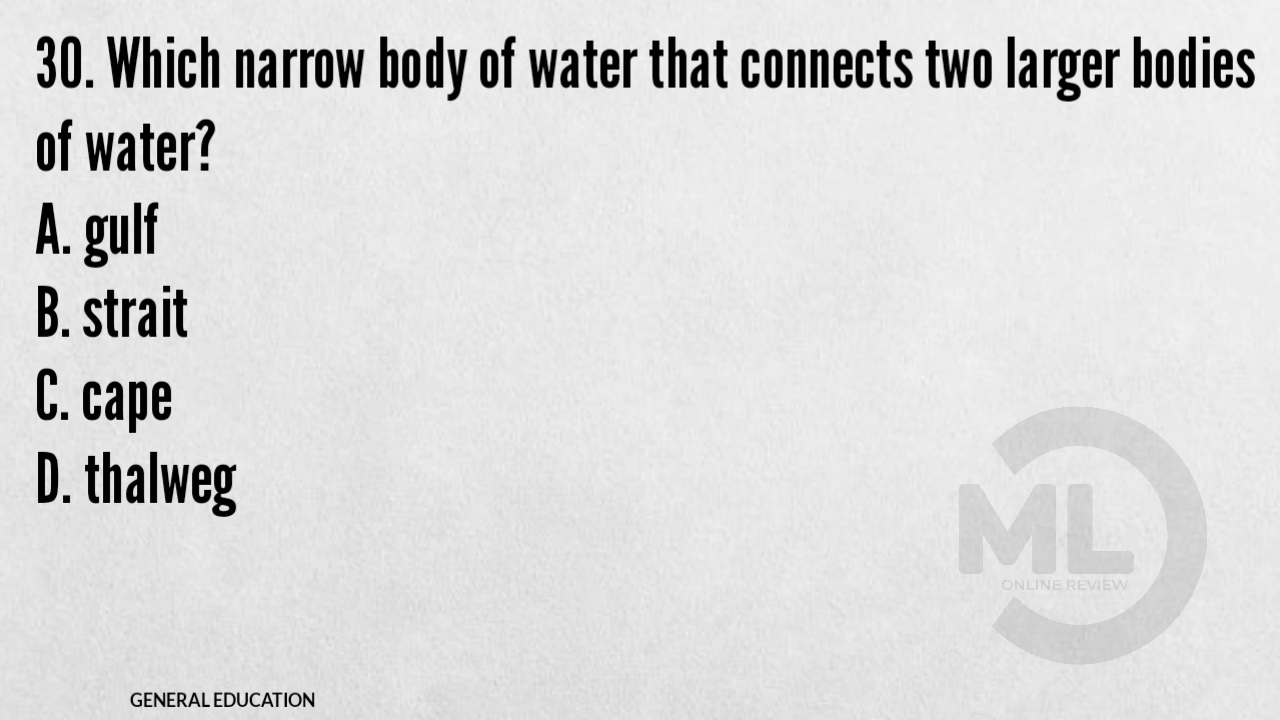 30. Which narrow body of water that connects two larger bodies
of water?
A. gulf
B. strait
C. cape
D. thalweg
ML
ONLINE REVIEW
GENERAL EDUCATION